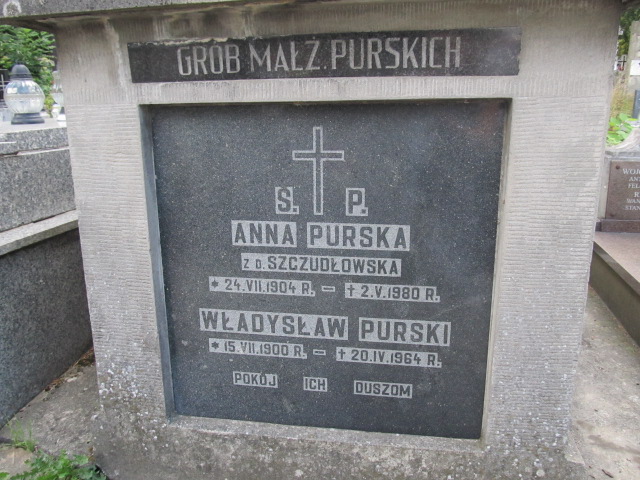 GRÓB MAŁŻ. PURSKICH
Ś. P.
ANNA PURSKA
Z D. SZCZUDŁOWSKA
* 24.VII.1904 R. – † 2.V.1980 R.
WŁADYSŁAW PURSKI
* 15.VII.1900 R. – † 20.IV.1964 R.
POKÓJ ICH DUSZOM